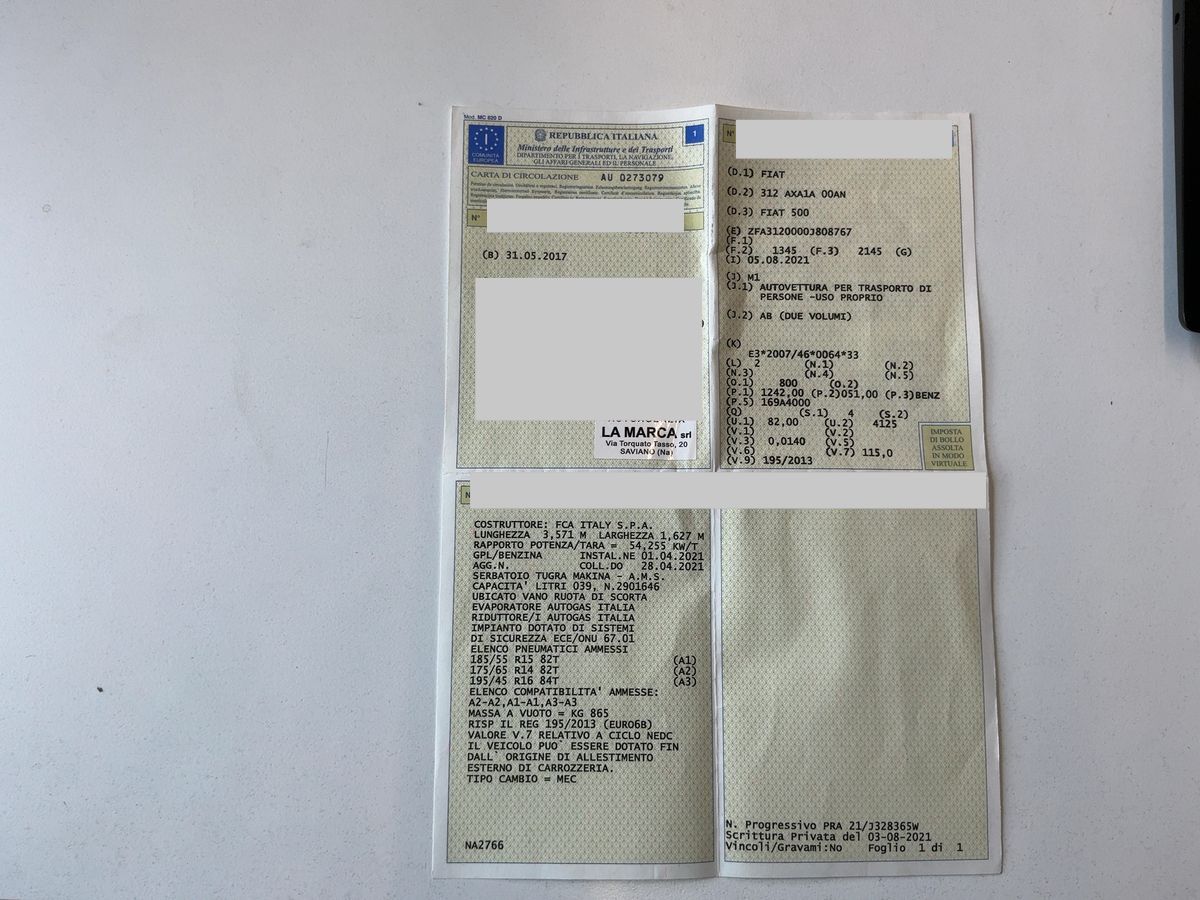 Mod. MC 820 D
COMUNITÀ
EUROPEA
REPUBBLICA ITALIANA
1
Ministero delle Infrastrutture e dei Trasporti
DIPARTIMENTO PER I TRASPORTI, LA NAVIGAZIONE,
GLI AFFARI GENERALI ED IL PERSONALE
CARTA DI CIRCOLAZIONE AU 0273079
N°
(B) 31.05.2017
LA MARCA srl
Via Torquato Tasso, 20
SAVIANO (Na)
N°
(D.1) FIAT
(D.2) 312 AXA1A 00AN
(D.3) FIAT 500
(E) ZFA3120000J808767
(F.1)
(F.2) 1345 (F.3) 2145 (G)
(I) 05.08.2021
(J) M1
(J.1) AUTOVETTURA PER TRASPORTO DI
PERSONE -USO PROPRIO
(J.2) AB (DUE VOLUMI)
(K)
E3*2007/46*0064*33
(L) 2 (N.1) (N.2)
(N.3) (N.4) (N.5)
(O.1) 800 (O.2)
(P.1) 1242,00 (P.2)051,00 (P.3)BENZ
(P.5) 169A4000
(Q) (S.1) 4 (S.2)
(U.1) 82,00 (U.2) 4125
(V.1) (V.2)
(V.3) 0,0140 (V.5)
(V.6) (V.7) 115,0
(V.9) 195/2013
IMPOSTA
DI BOLLO
ASSOLTA
IN MODO
VIRTUALE
N
COSTRUTTORE: FCA ITALY S.P.A.
LUNGHEZZA 3,571 M LARGHEZZA 1,627 M
RAPPORTO POTENZA/TARA = 54,255 KW/T
GPL/BENZINA INSTAL.NE 01.04.2021
AGG.N. COLL.DO 28.04.2021
SERBATOIO TUGRA MAKINA - A.M.S.
CAPACITA' LITRI 039, N.2901646
UBICATO VANO RUOTA DI SCORTA
EVAPORATORE AUTOGAS ITALIA
RIDUTTORE/I AUTOGAS ITALIA
IMPIANTO DOTATO DI SISTEMI
DI SICUREZZA ECE/ONU 67.01
ELENCO PNEUMATICI AMMESSI
185/55 R15 82T (A1)
175/65 R14 82T (A2)
195/45 R16 84T (A3)
ELENCO COMPATIBILITA' AMMESSE:
A2-A2,A1-A1,A3-A3
MASSA A VUOTO = KG 865
RISP IL REG 195/2013 (EURO6B)
VALORE V.7 RELATIVO A CICLO NEDC
IL VEICOLO PUO` ESSERE DOTATO FIN
DALL` ORIGINE DI ALLESTIMENTO
ESTERNO DI CARROZZERIA.
TIPO CAMBIO = MEC
NA2766
N. Progressivo PRA 21/J328365W
Scrittura Privata del 03-08-2021
Vincoli/Gravami:No Foglio 1 di 1